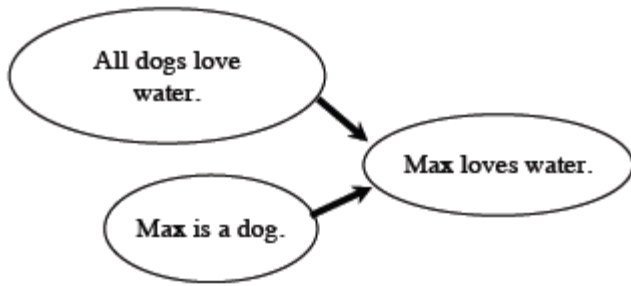 All dogs love
water.
Max loves water.
Max is a dog.